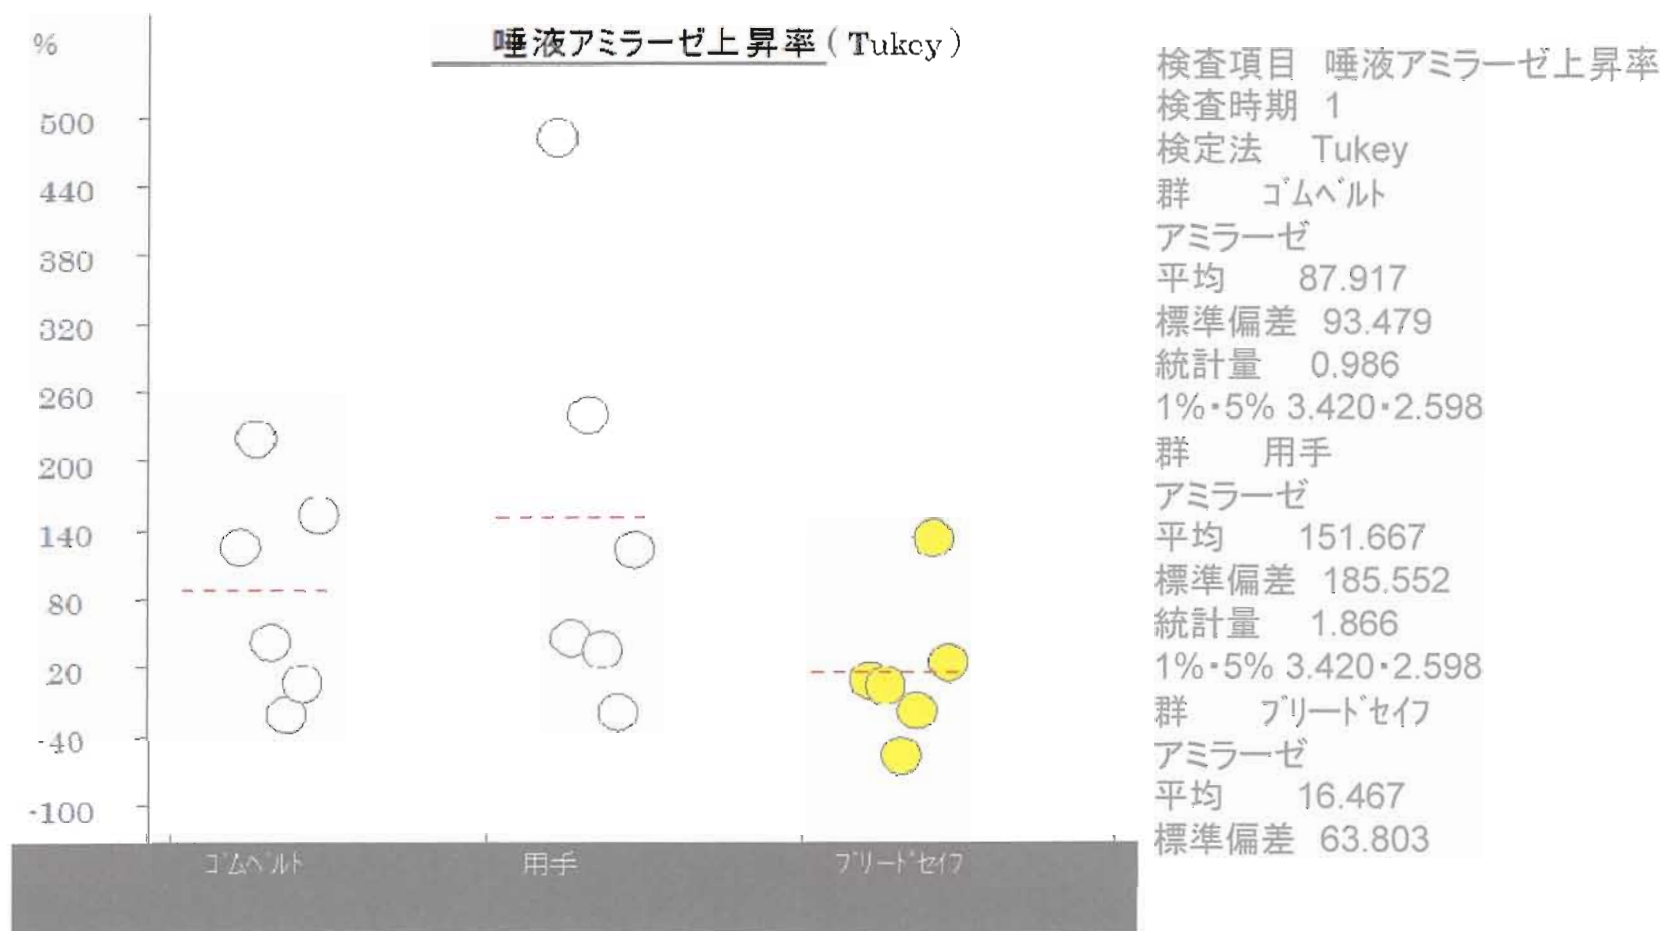 唾液アミラーゼ上昇率(Tukey)
%
500
440
380
320
260
200
140
80
20
-40
-100
ゴムベルト
用手
ブリードセイフ
検査項目 唾液アミラーゼ上昇率
検査時期 1
検定法 Tukey
群 ゴムベルト
アミラーゼ
平均 87.917
標準偏差 93.479
統計量 0.986
1%・5% 3.420・2.598
群 用手
アミラーゼ
平均 151.667
標準偏差 185.552
統計量 1.866
1%・5% 3.420・2.598
群 ブリードセイフ
アミラーゼ
平均 16.467
標準偏差 63.803